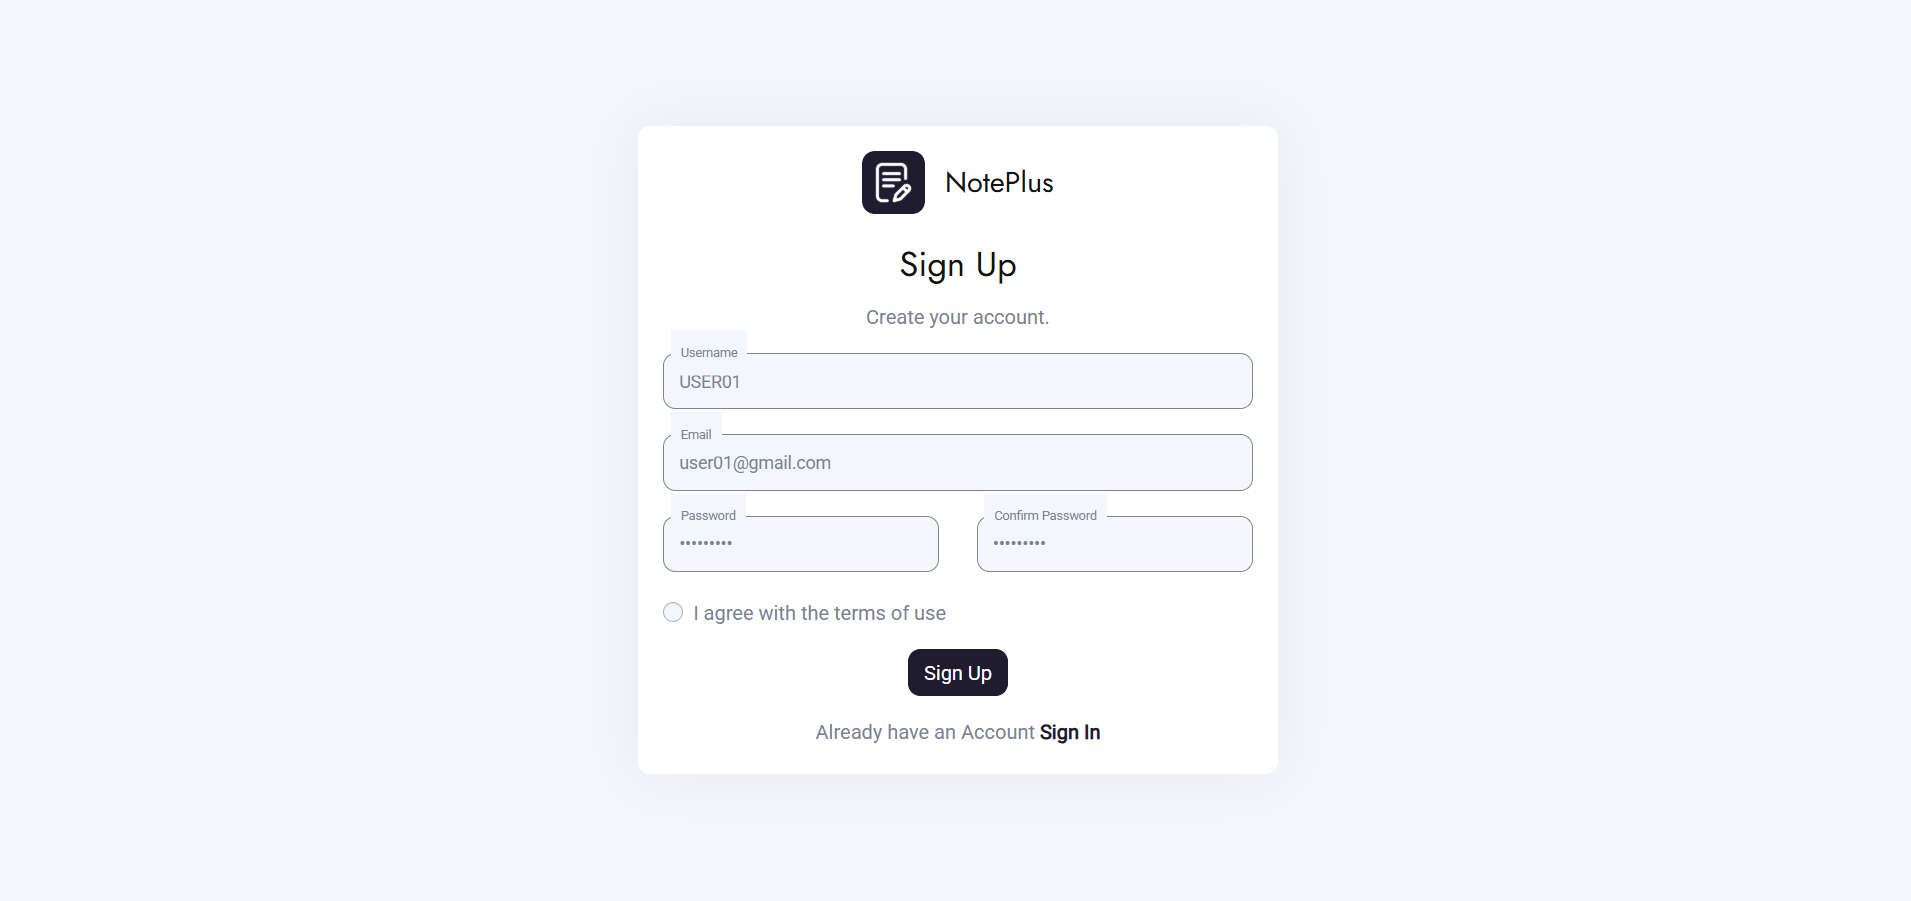 NotePlus
Sign Up
Create your account.
Username
USER01
Email
user01@gmail.com
Password Confirm Password
••••••••• •••••••••
I agree with the terms of use
Sign Up
Already have an Account Sign In